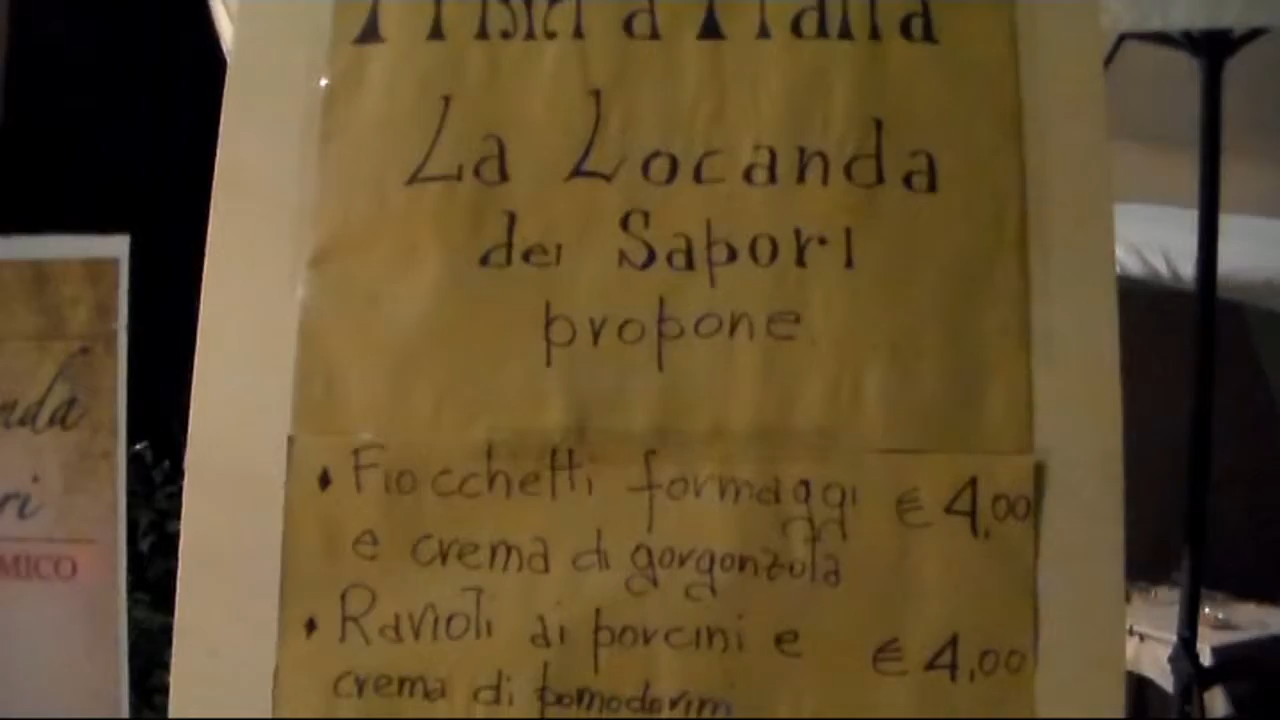 La Locanda
dei Sapori
propone
Fiocchetti formaggi € 4,00
e crema di gorgonzola
Ravioli di porcini e € 4,00
crema di pomodorini
nda
ri
MICO